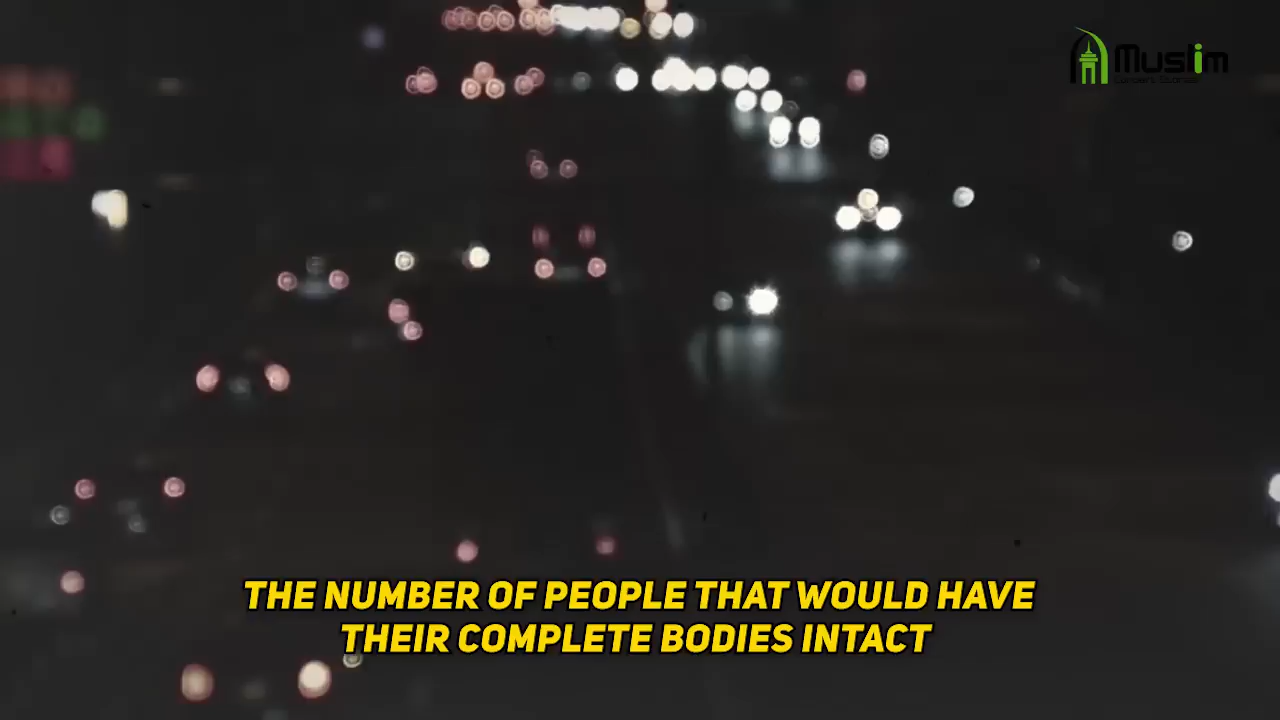 Muslim
THE NUMBER OF PEOPLE THAT WOULD HAVE
THEIR COMPLETE BODIES INTACT